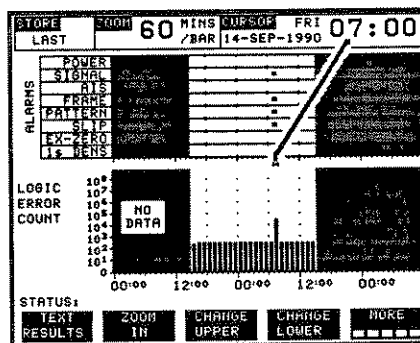 STORE ZOOM 60 MINS CURSOR FRI 07:00
LAST /BAR 14-SEP-1990
ALARMS
POWER
SIGNAL
AIS
FRAME
PATTERN
SLIP
EX-ZERO
1s DENS
LOGIC
ERROR
COUNT
10⁸
10⁷
10⁶
10⁵
10⁴
10³
10²
10¹
0
NO
DATA
00:00 12:00 00:00 12:00 00:00
STATUS:
TEXT RESULTS
ZOOM IN
CHANGE UPPER
CHANGE LOWER
MORE